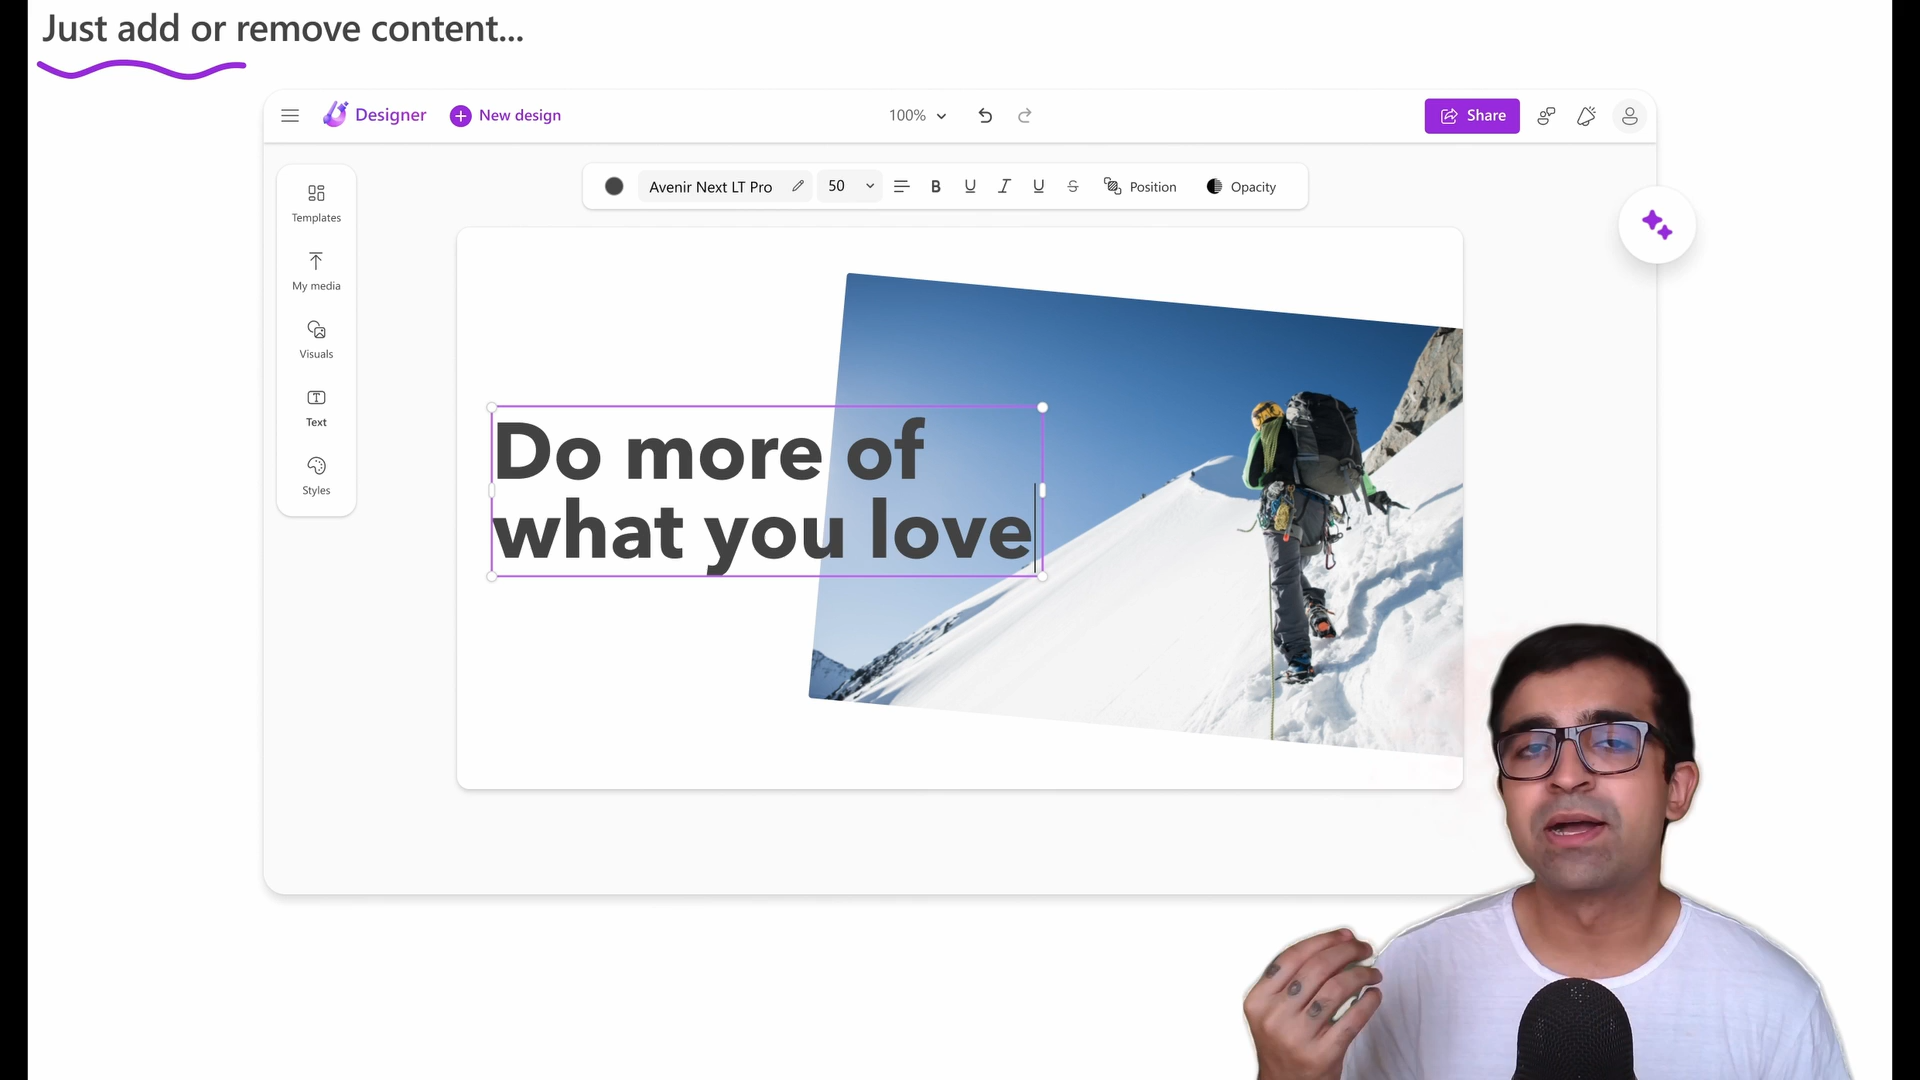 Just add or remove content...
Designer
New design
100%
Share
Avenir Next LT Pro
50
B
U
I
U
S
Position
Opacity
Templates
My media
Visuals
Text
Styles
Do more of
what you love